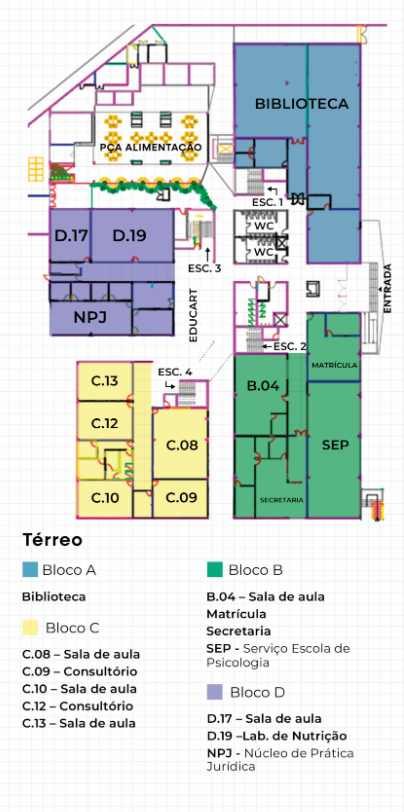 BIBLIOTECA
PÇA ALIMENTAÇÃO
ESC. 1
WC
WC
D.17
D.19
ESC. 3
NPJ
EDUCART
ENTRADA
ESC. 2
ESC. 4
MATRÍCULA
C.13
B.04
C.12
C.08
SEP
C.10
C.09
SECRETARIA
Térreo
Bloco A
Biblioteca
Bloco C
C.08 – Sala de aula
C.09 – Consultório
C.10 – Sala de aula
C.12 – Consultório
C.13 – Sala de aula
Bloco B
B.04 – Sala de aula
Matrícula
Secretaria
SEP - Serviço Escola de
Psicologia
Bloco D
D.17 – Sala de aula
D.19 –Lab. de Nutrição
NPJ - Núcleo de Prática
Jurídica